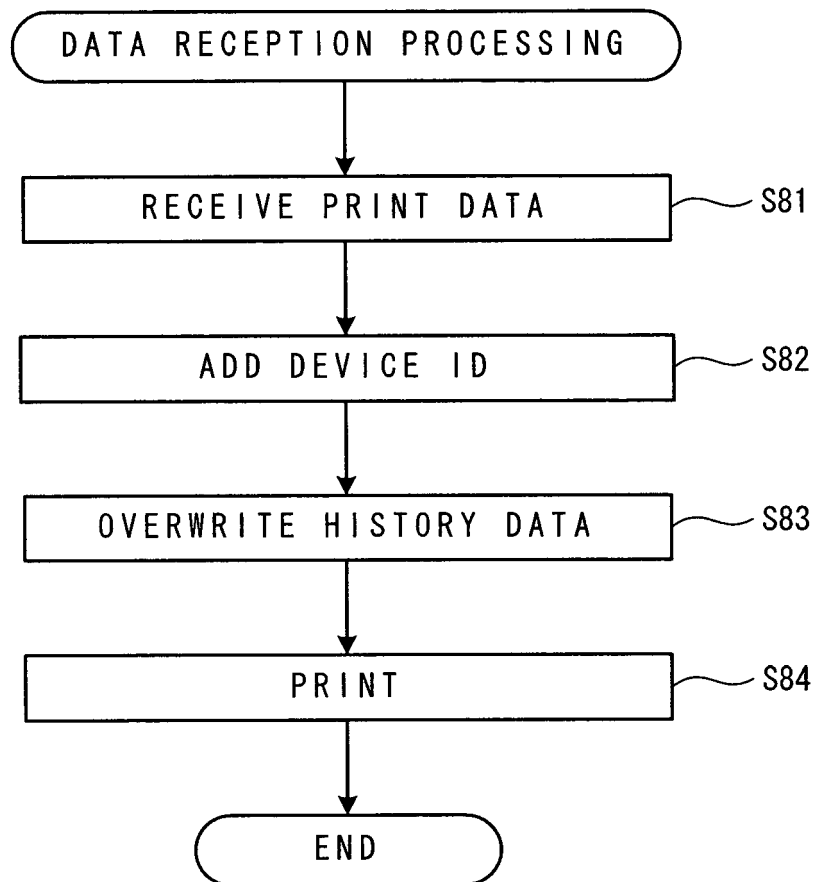 DATA RECEPTION PROCESSING
RECEIVE PRINT DATA
S81
ADD DEVICE ID
S82
OVERWRITE HISTORY DATA
S83
PRINT
S84
END